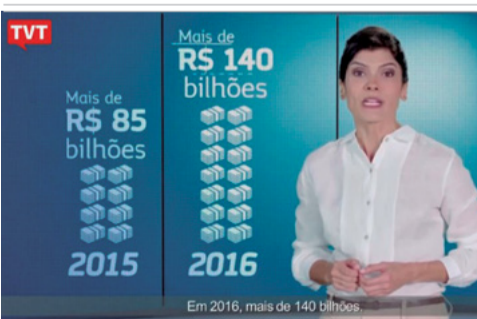 TVT
Mais de
R$ 85
bilhões
2015
Mais de
R$ 140
bilhões
2016
Em 2016, mais de 140 bilhões